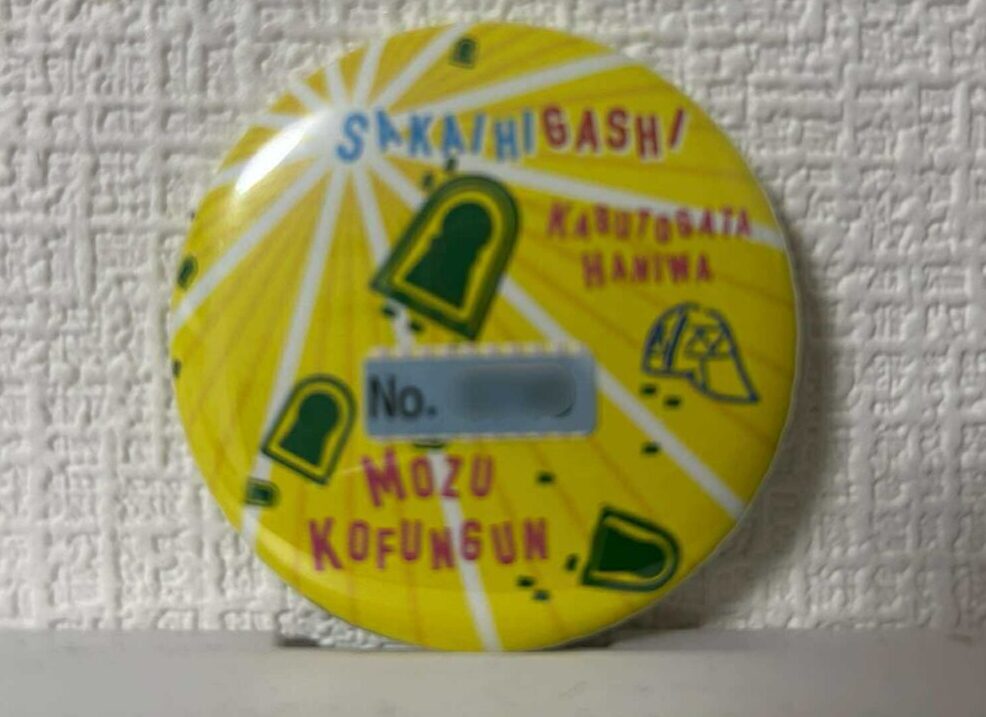 SAKAIHIGASHI
KABUTOGATA
HANIWA
No.
MOZU
KOFUNGUN